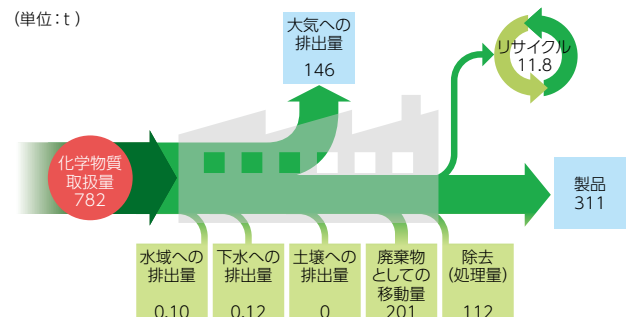 (単位:t)
大気への
排出量
146
リサイクル
11.8
化学物質
取扱量
782
製品
311
水域への
排出量
0.10
下水への
排出量
0.12
土壌への
排出量
0
廃棄物
としての
移動量
201
除去
(処理量)
112